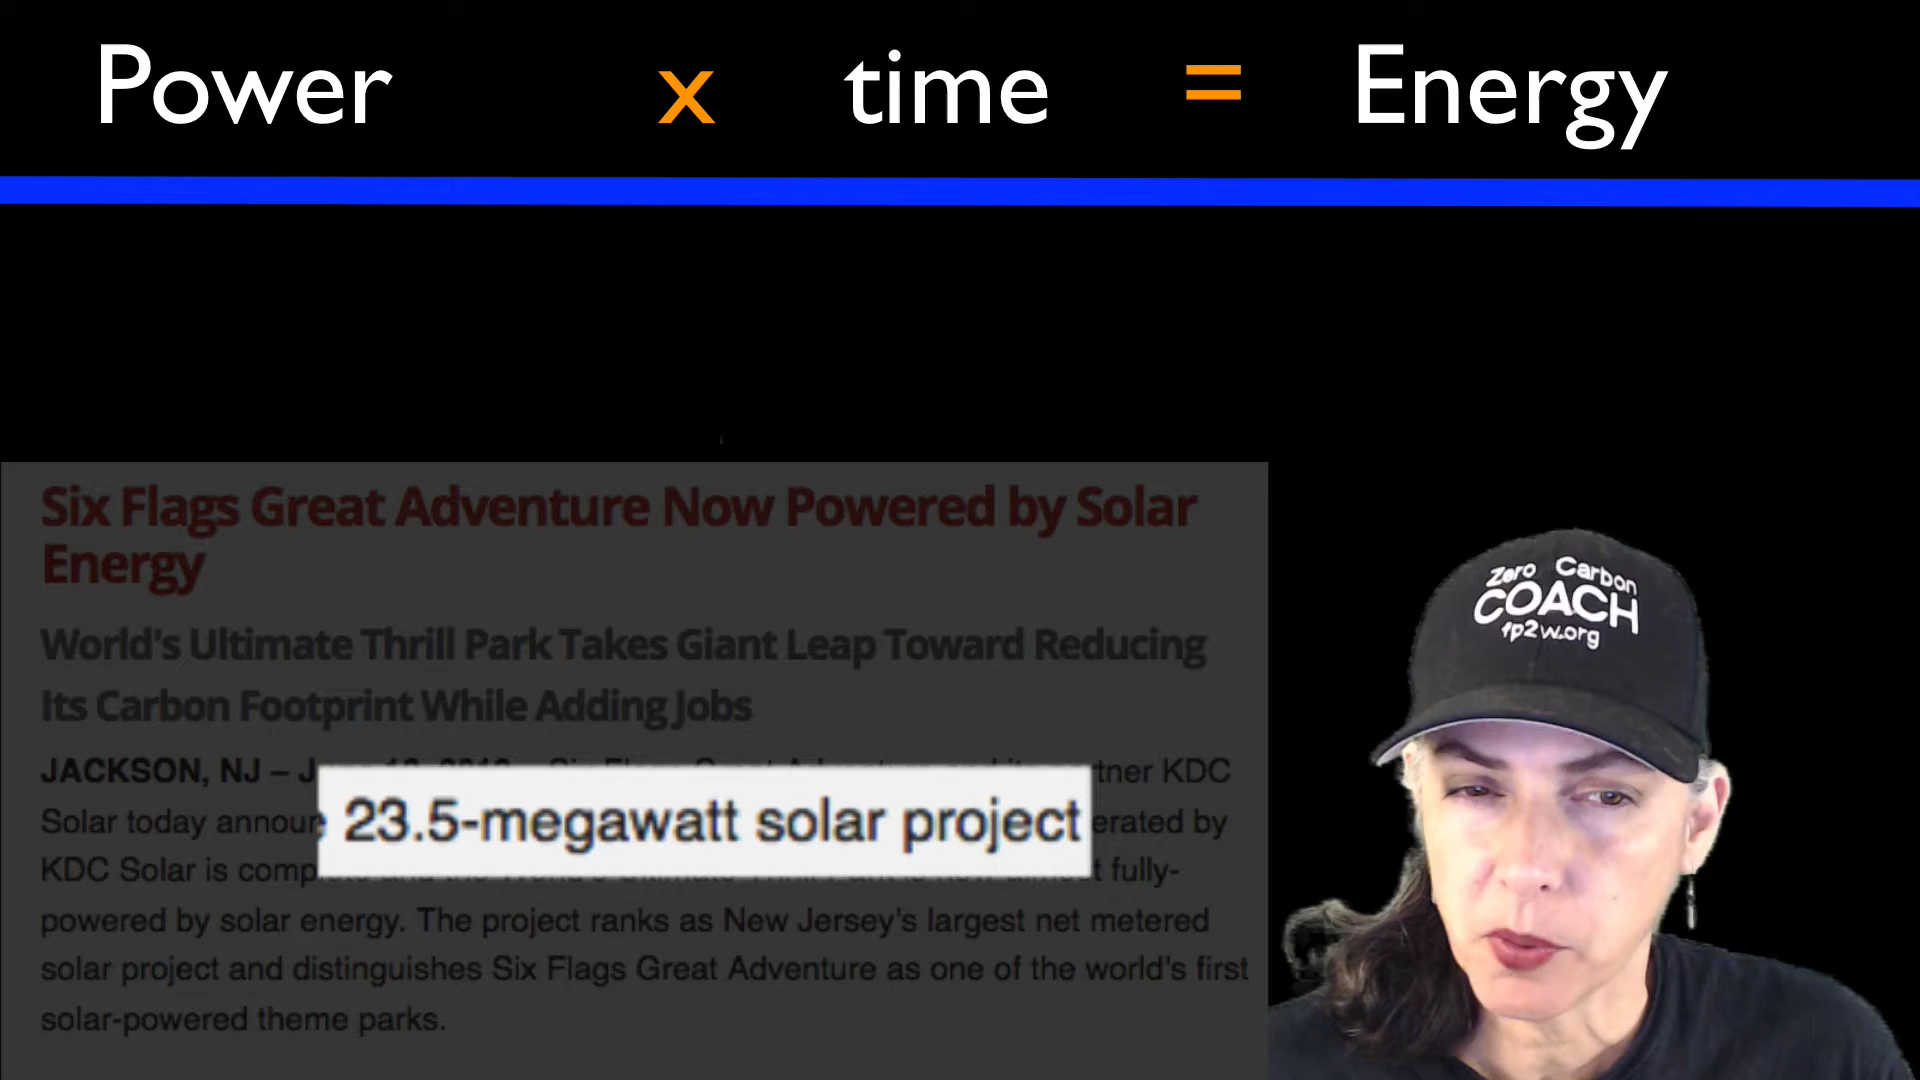 Power x time = Energy
Six Flags Great Adventure Now Powered by Solar
Energy
World's Ultimate Thrill Park Takes Giant Leap Toward Reducing
Its Carbon Footprint While Adding Jobs
JACKSON, NJ – J tner KDC
Solar today announ 23.5-megawatt solar project erated by
KDC Solar is comp t fully-
powered by solar energy. The project ranks as New Jersey's largest net metered
solar project and distinguishes Six Flags Great Adventure as one of the world's first
solar-powered theme parks.
Zero Carbon
COACH
fp2w.org